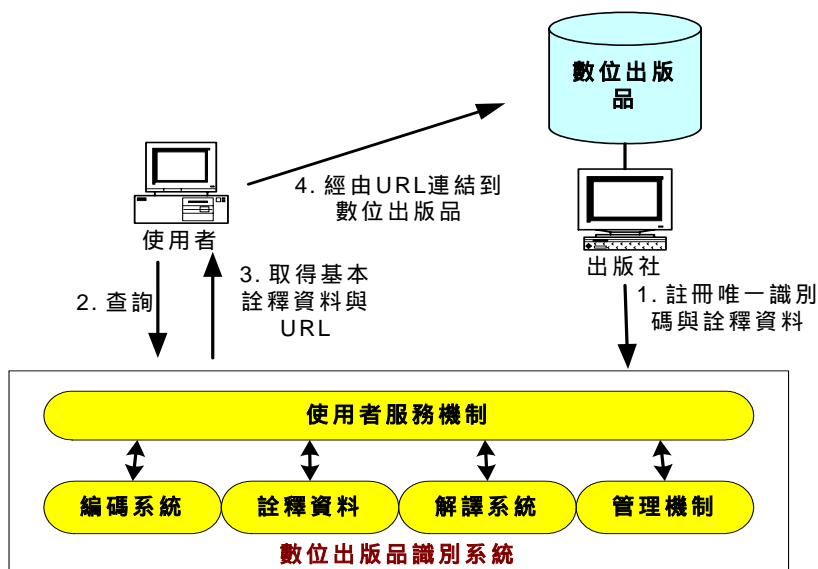 數位出版
品
4. 經由URL連結到
數位出版品
使用者
出版社
2. 查詢
3. 取得基本
詮釋資料與
URL
1. 註冊唯一識別
碼與詮釋資料
使用者服務機制
編碼系統
詮釋資料
解譯系統
管理機制
數位出版品識別系統